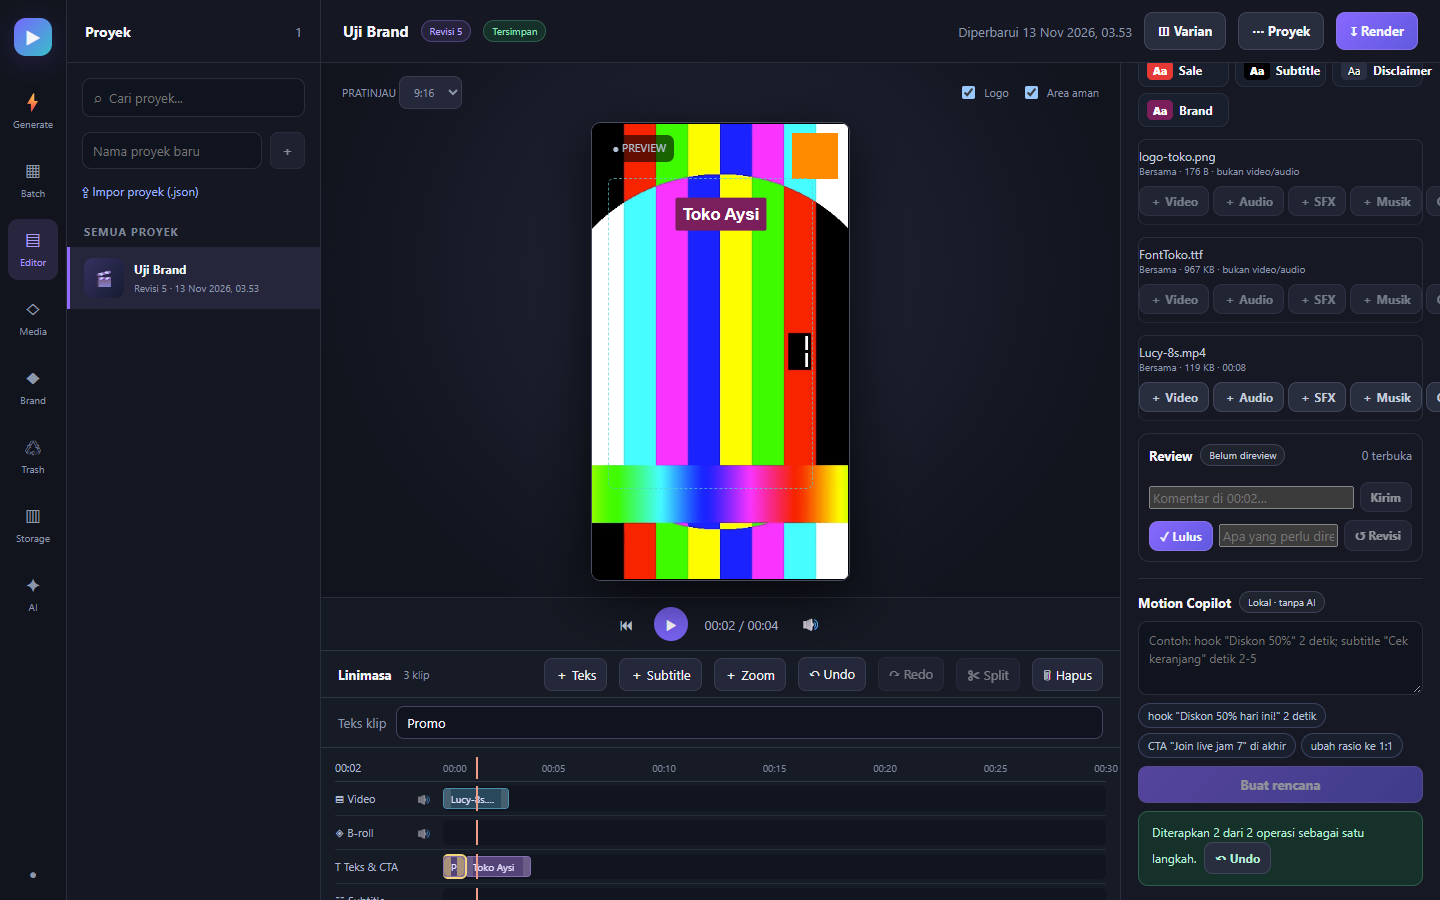 Generate
Batch
Editor
Media
Brand
Trash
Storage
AI
Proyek
1
Cari proyek...
Nama proyek baru
+
Impor proyek (.json)
SEMUA PROYEK
Uji Brand
Revisi 5 · 13 Nov 2026, 03.53
Uji Brand
Revisi 5
Tersimpan
Diperbarui 13 Nov 2026, 03.53
Varian
Proyek
Render
PRATINJAU
9:16
Logo
Area aman
PREVIEW
Toko Aysi
00:02 / 00:04
Linimasa
3 klip
+ Teks
+ Subtitle
+ Zoom
Undo
Redo
Split
Hapus
Teks klip
Promo
00:02
00:00
00:05
00:10
00:15
00:20
00:25
00:30
Video
B-roll
T Teks & CTA
Toko Aysi
Aa Sale
Aa Subtitle
Aa Disclaimer
Aa Brand
logo-toko.png
Bersama · 176 B · bukan video/audio
+ Video
+ Audio
+ SFX
+ Musik
FontToko.ttf
Bersama · 967 KB · bukan video/audio
+ Video
+ Audio
+ SFX
+ Musik
Lucy-8s.mp4
Bersama · 119 KB · 00:08
+ Video
+ Audio
+ SFX
+ Musik
Review
Belum direview
0 terbuka
Komentar di 00:02...
Kirim
✓ Lulus
Apa yang perlu dire
Revisi
Motion Copilot
Lokal · tanpa AI
Contoh: hook "Diskon 50%" 2 detik; subtitle "Cek
keranjang" detik 2-5
hook "Diskon 50% hari ini!" 2 detik
CTA "Join live jam 7" di akhir
ubah rasio ke 1:1
Buat rencana
Diterapkan 2 dari 2 operasi sebagai satu
langkah.
Undo